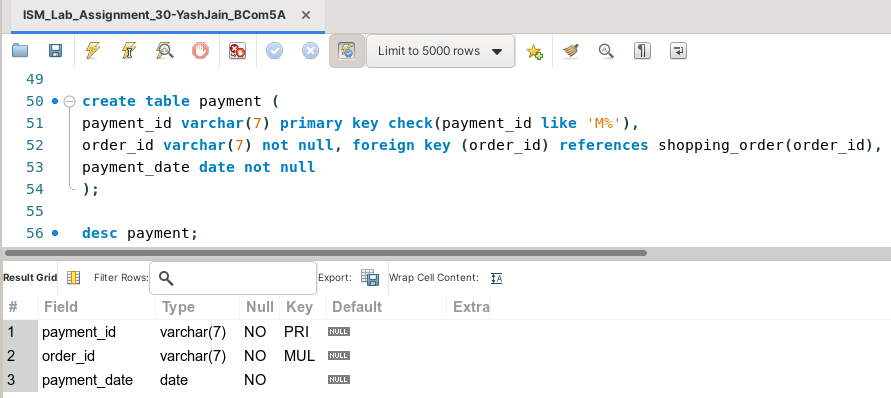 ISM_Lab_Assignment_30-YashJain_BCom5A ×
Limit to 5000 rows
49
50 create table payment (
51 payment_id varchar(7) primary key check(payment_id like 'M%'),
52 order_id varchar(7) not null, foreign key (order_id) references shopping_order(order_id),
53 payment_date date not null
54 );
55
56 desc payment;
Result Grid Filter Rows: Export: Wrap Cell Content: IA
# Field Type Null Key Default Extra
1 payment_id varchar(7) NO PRI NULL
2 order_id varchar(7) NO MUL NULL
3 payment_date date NO NULL